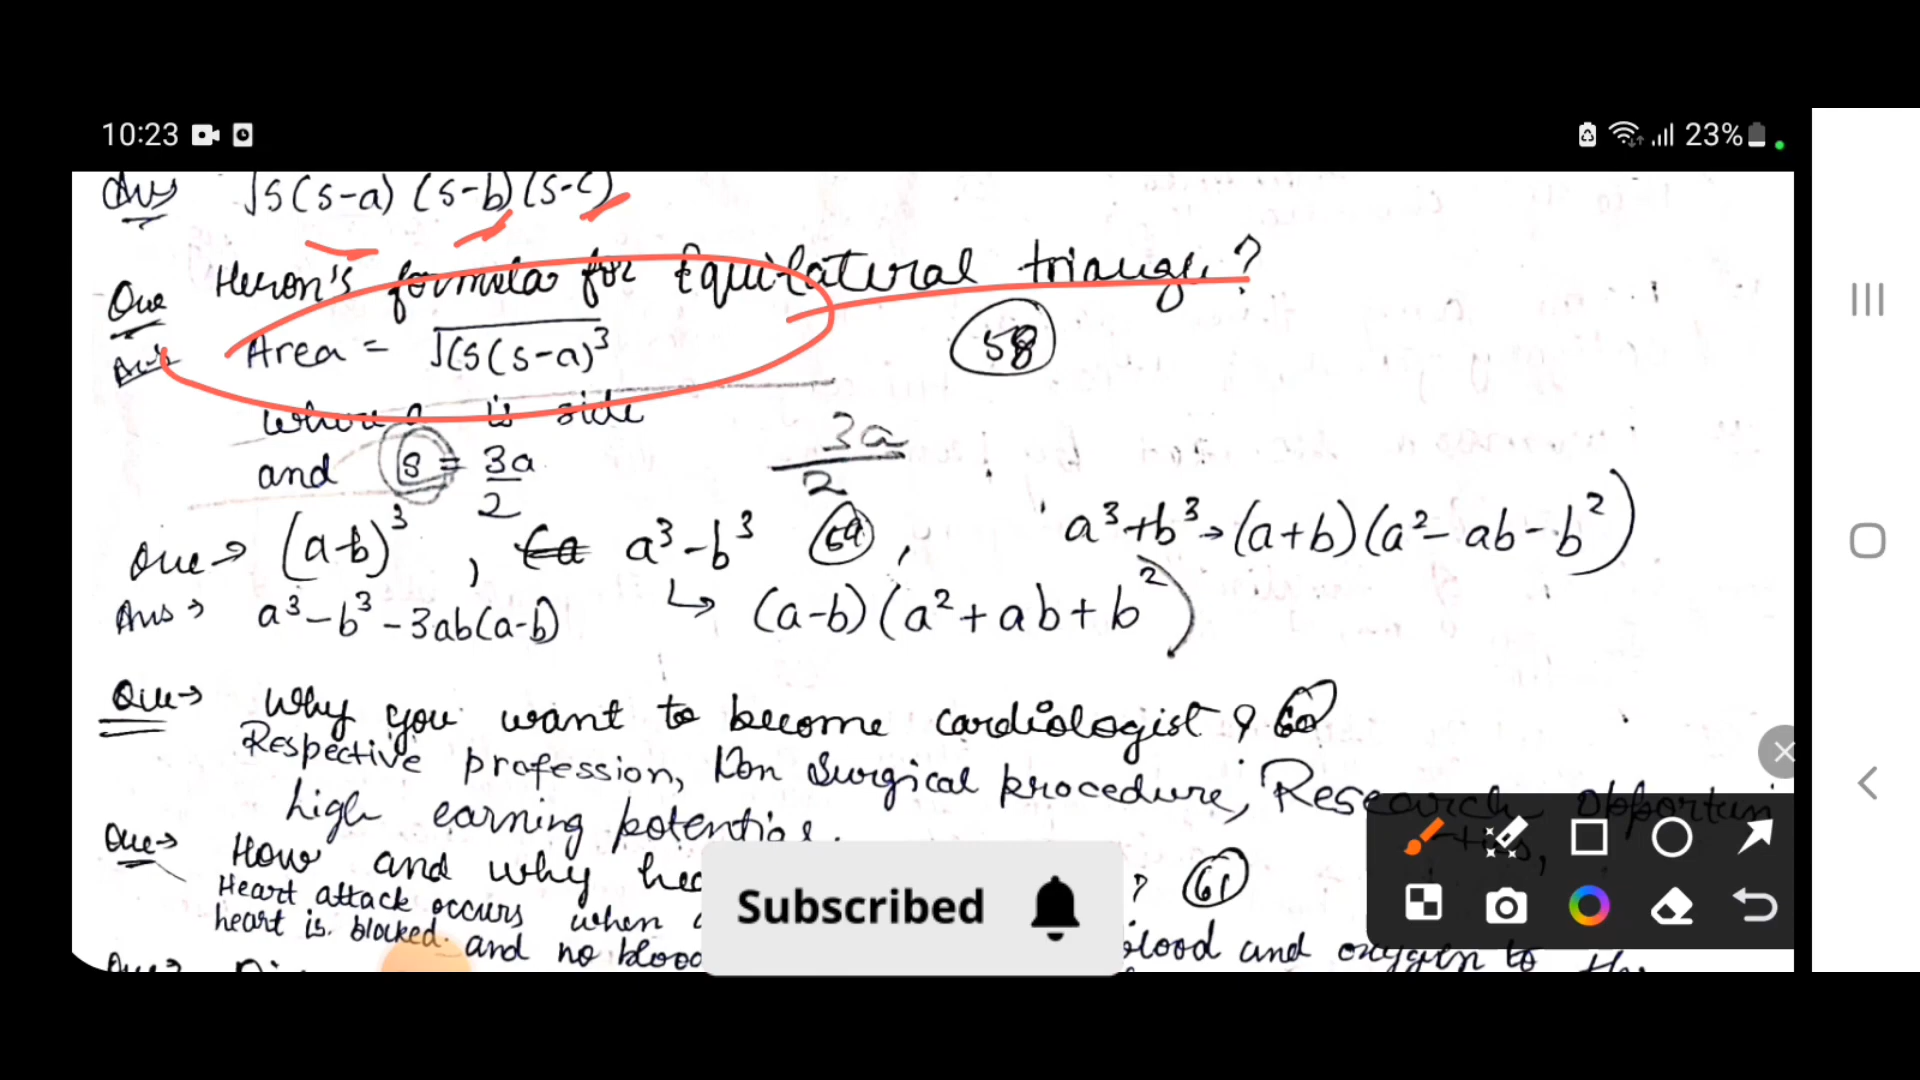 10:23 23%
Ans √s(s-a) (s-b)(s-c)
Que Heron's formula for Equilateral triangle?
Ans Area = √(s(s-a)³ 58
where a is side
and s = 3a/2 3a/2
Que → (a-b)³ , a³-b³ 59 , a³+b³→(a+b)(a²-ab-b²)
Ans → a³-b³-3ab(a-b) ↳ (a-b)(a²+ab+b²)
Que → Why you want to become cardiologist ? 60
Respective profession, Non Surgical procedure, Research opportun
high earning potential.
Que → How and why hea ? 61
Heart attack occurs when
heart is blocked and no blood blood and oxygen to the
Subscribed